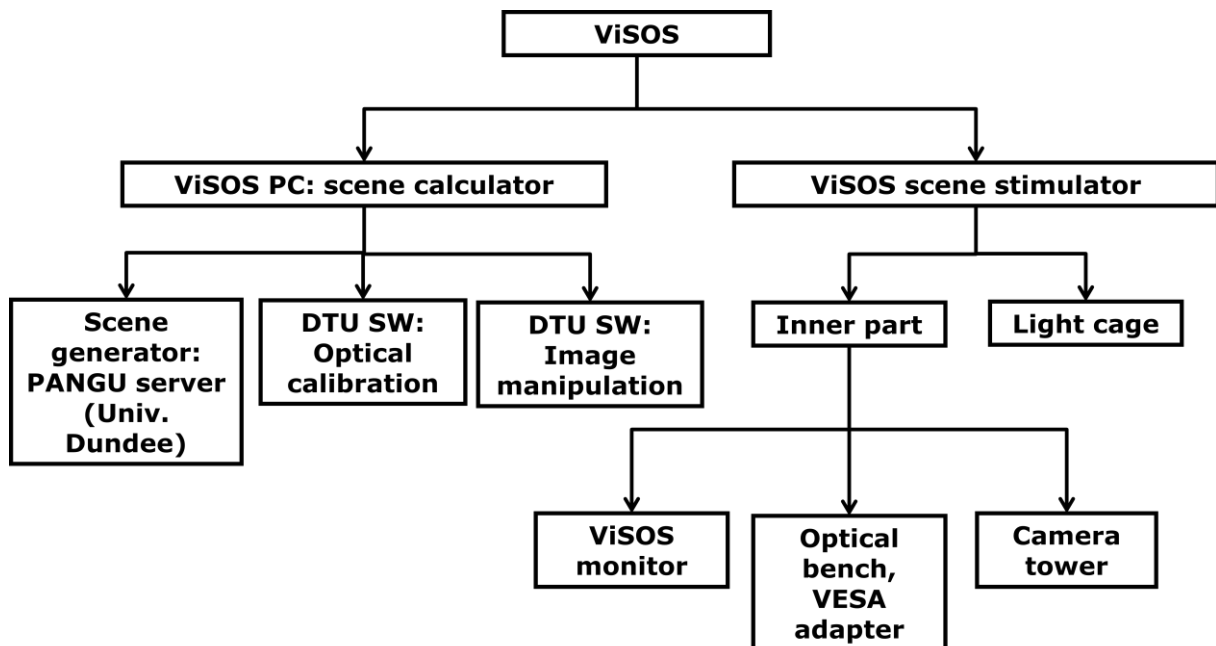 ViSOS
ViSOS PC: scene calculator
ViSOS scene stimulator
Scene
generator:
PANGU server
(Univ.
Dundee)
DTU SW:
Optical
calibration
DTU SW:
Image
manipulation
Inner part
Light cage
ViSOS
monitor
Optical
bench,
VESA
adapter
Camera
tower